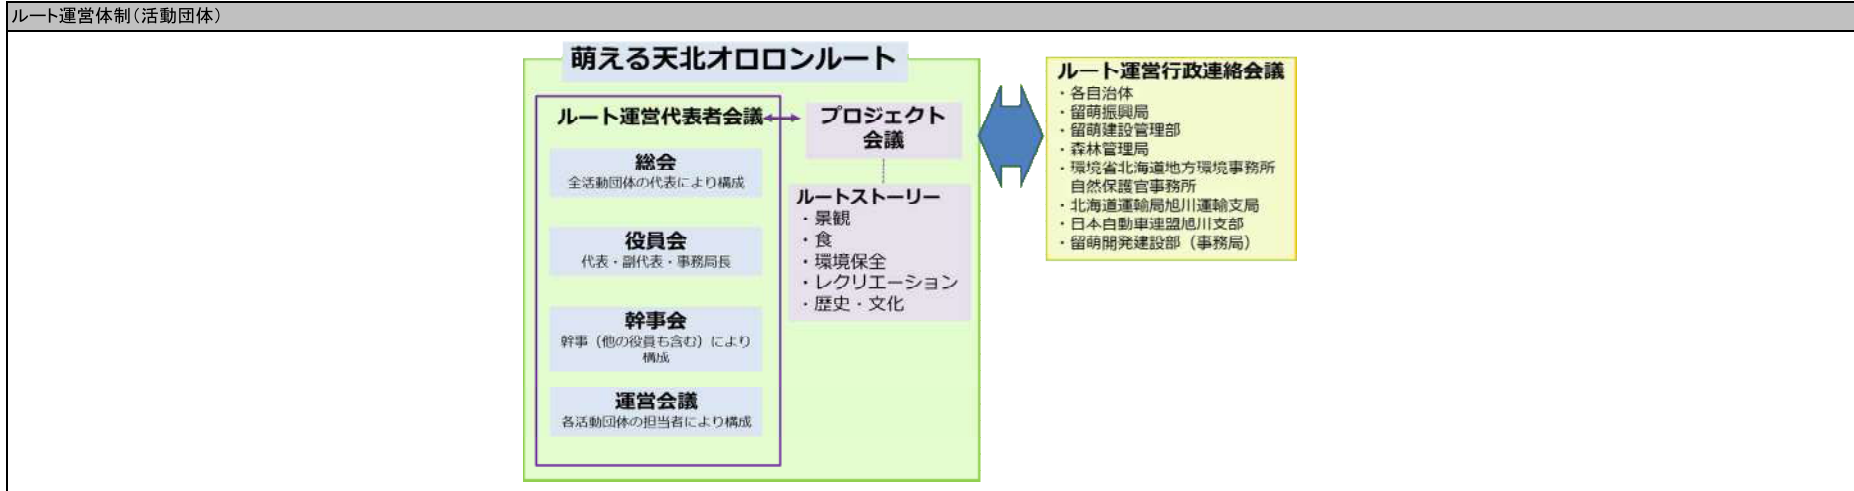 ルート運営体制（活動団体）
萌える天北オロロンルート
ルート運営代表者会議
総会
全活動団体の代表により構成
役員会
代表・副代表・事務局長
幹事会
幹事（他の役員も含む）により
構成
運営会議
各活動団体の担当者により構成
プロジェクト
会議
ルートストーリー
・景観
・食
・環境保全
・レクリエーション
・歴史・文化
ルート運営行政連絡会議
・各自治体
・留萌振興局
・留萌建設管理部
・森林管理局
・環境省北海道地方環境事務所
自然保護官事務所
・北海道運輸局旭川運輸支局
・日本自動車連盟旭川支部
・留萌開発建設部（事務局）